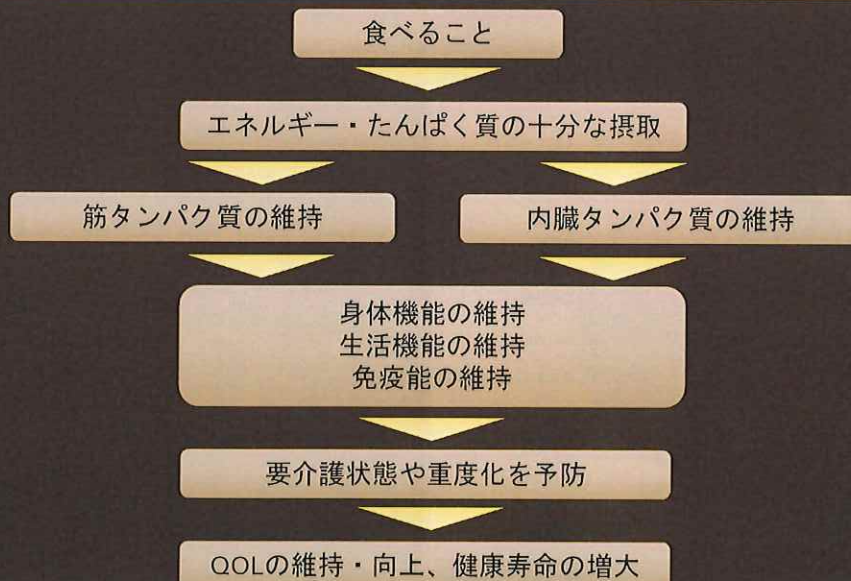 食べること
エネルギー・たんぱく質の十分な摂取
筋タンパク質の維持
内臓タンパク質の維持
身体機能の維持
生活機能の維持
免疫能の維持
要介護状態や重度化を予防
QOLの維持・向上、健康寿命の増大